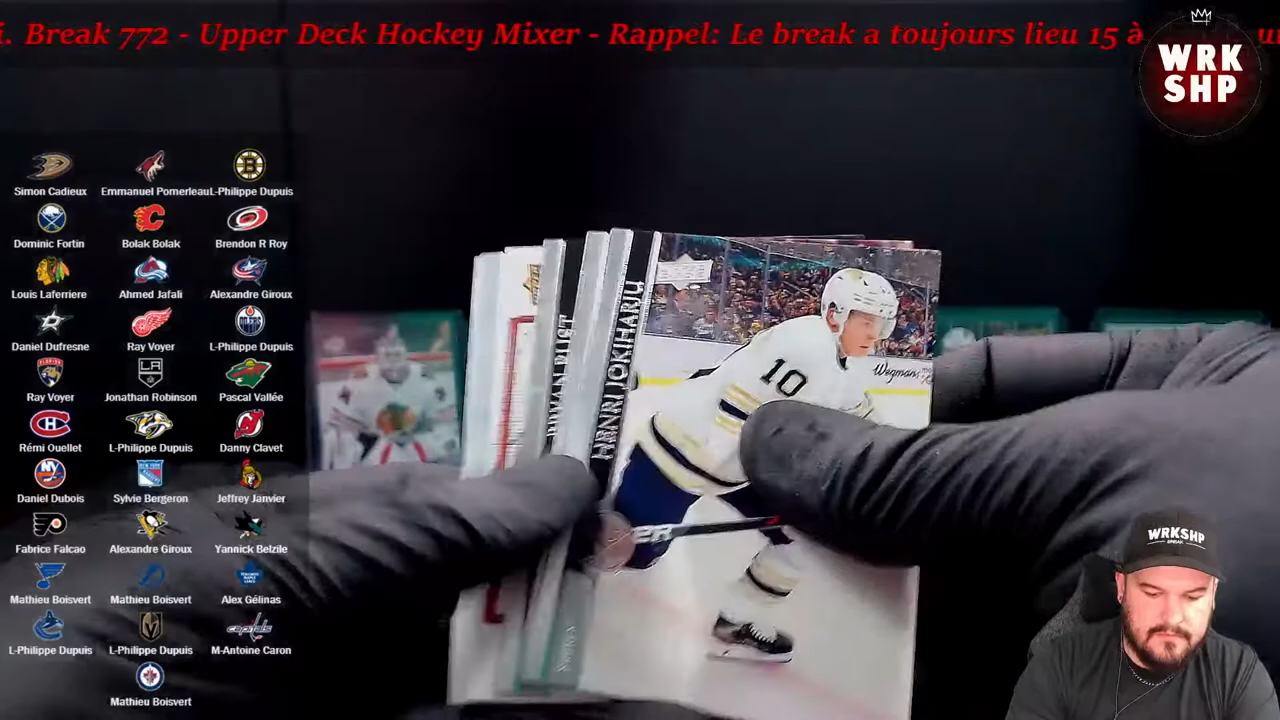 i. Break 772 - Upper Deck Hockey Mixer - Rappel: Le break a toujours lieu 15 à
WRK
SHP
Simon Cadieux Emmanuel Pomerleau L-Philippe Dupuis
Dominic Fortin Bolak Bolak Brendon R Roy
Louis Laferriere Ahmed Jafali Alexandre Giroux
Daniel Dufresne Ray Voyer L-Philippe Dupuis
Ray Voyer Jonathan Robinson Pascal Vallée
Rémi Ouellet L-Philippe Dupuis Danny Clavet
Daniel Dubois Sylvie Bergeron Jeffrey Janvier
Fabrice Falcao Alexandre Giroux Yannick Belzile
Mathieu Boisvert Mathieu Boisvert Alex Gélinas
L-Philippe Dupuis L-Philippe Dupuis M-Antoine Caron
Mathieu Boisvert
B
LA
capitals
HENRI JOKIHARJU
RUST
10
Wegmans
WRKSHP